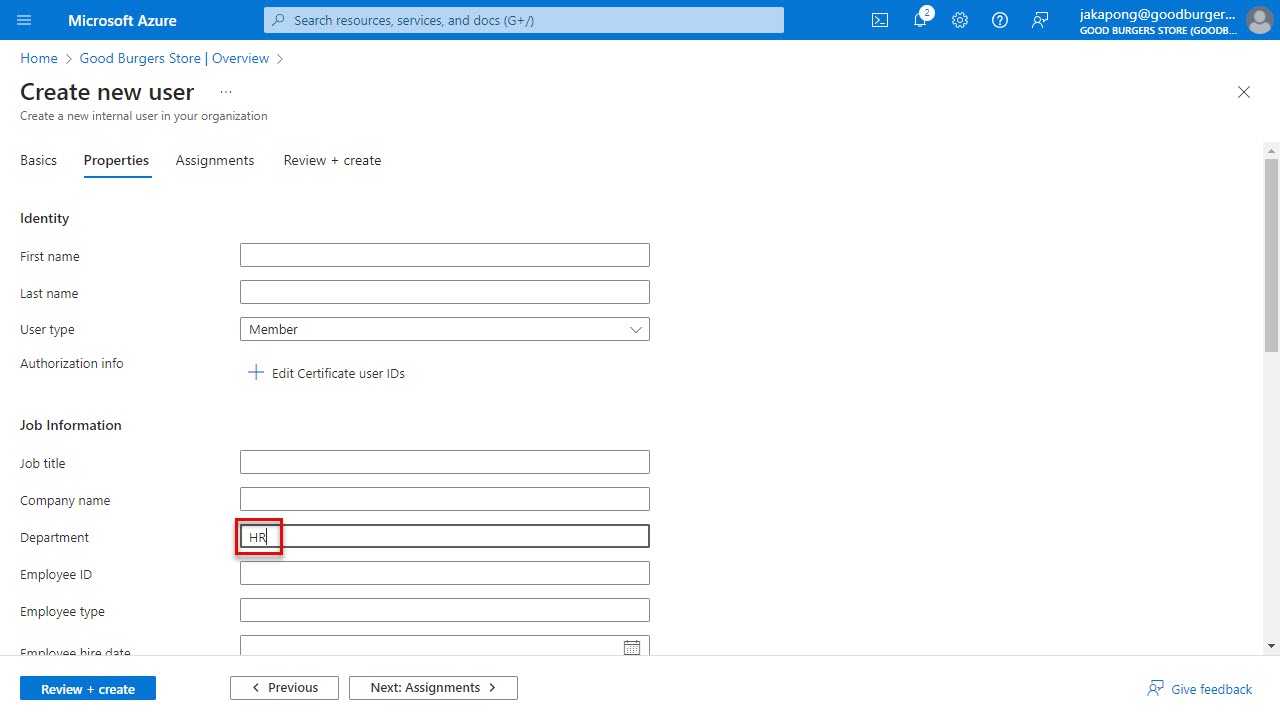 Microsoft Azure
Search resources, services, and docs (G+/)
2
jakapong@goodburger...
GOOD BURGERS STORE (GOODB...
Home > Good Burgers Store | Overview >
Create new user ...
Create a new internal user in your organization
Basics Properties Assignments Review + create
Identity
First name
Last name
User type Member
Authorization info
Edit Certificate user IDs
Job Information
Job title
Company name
Department HR
Employee ID
Employee type
Employee hire date
Review + create < Previous Next: Assignments > Give feedback